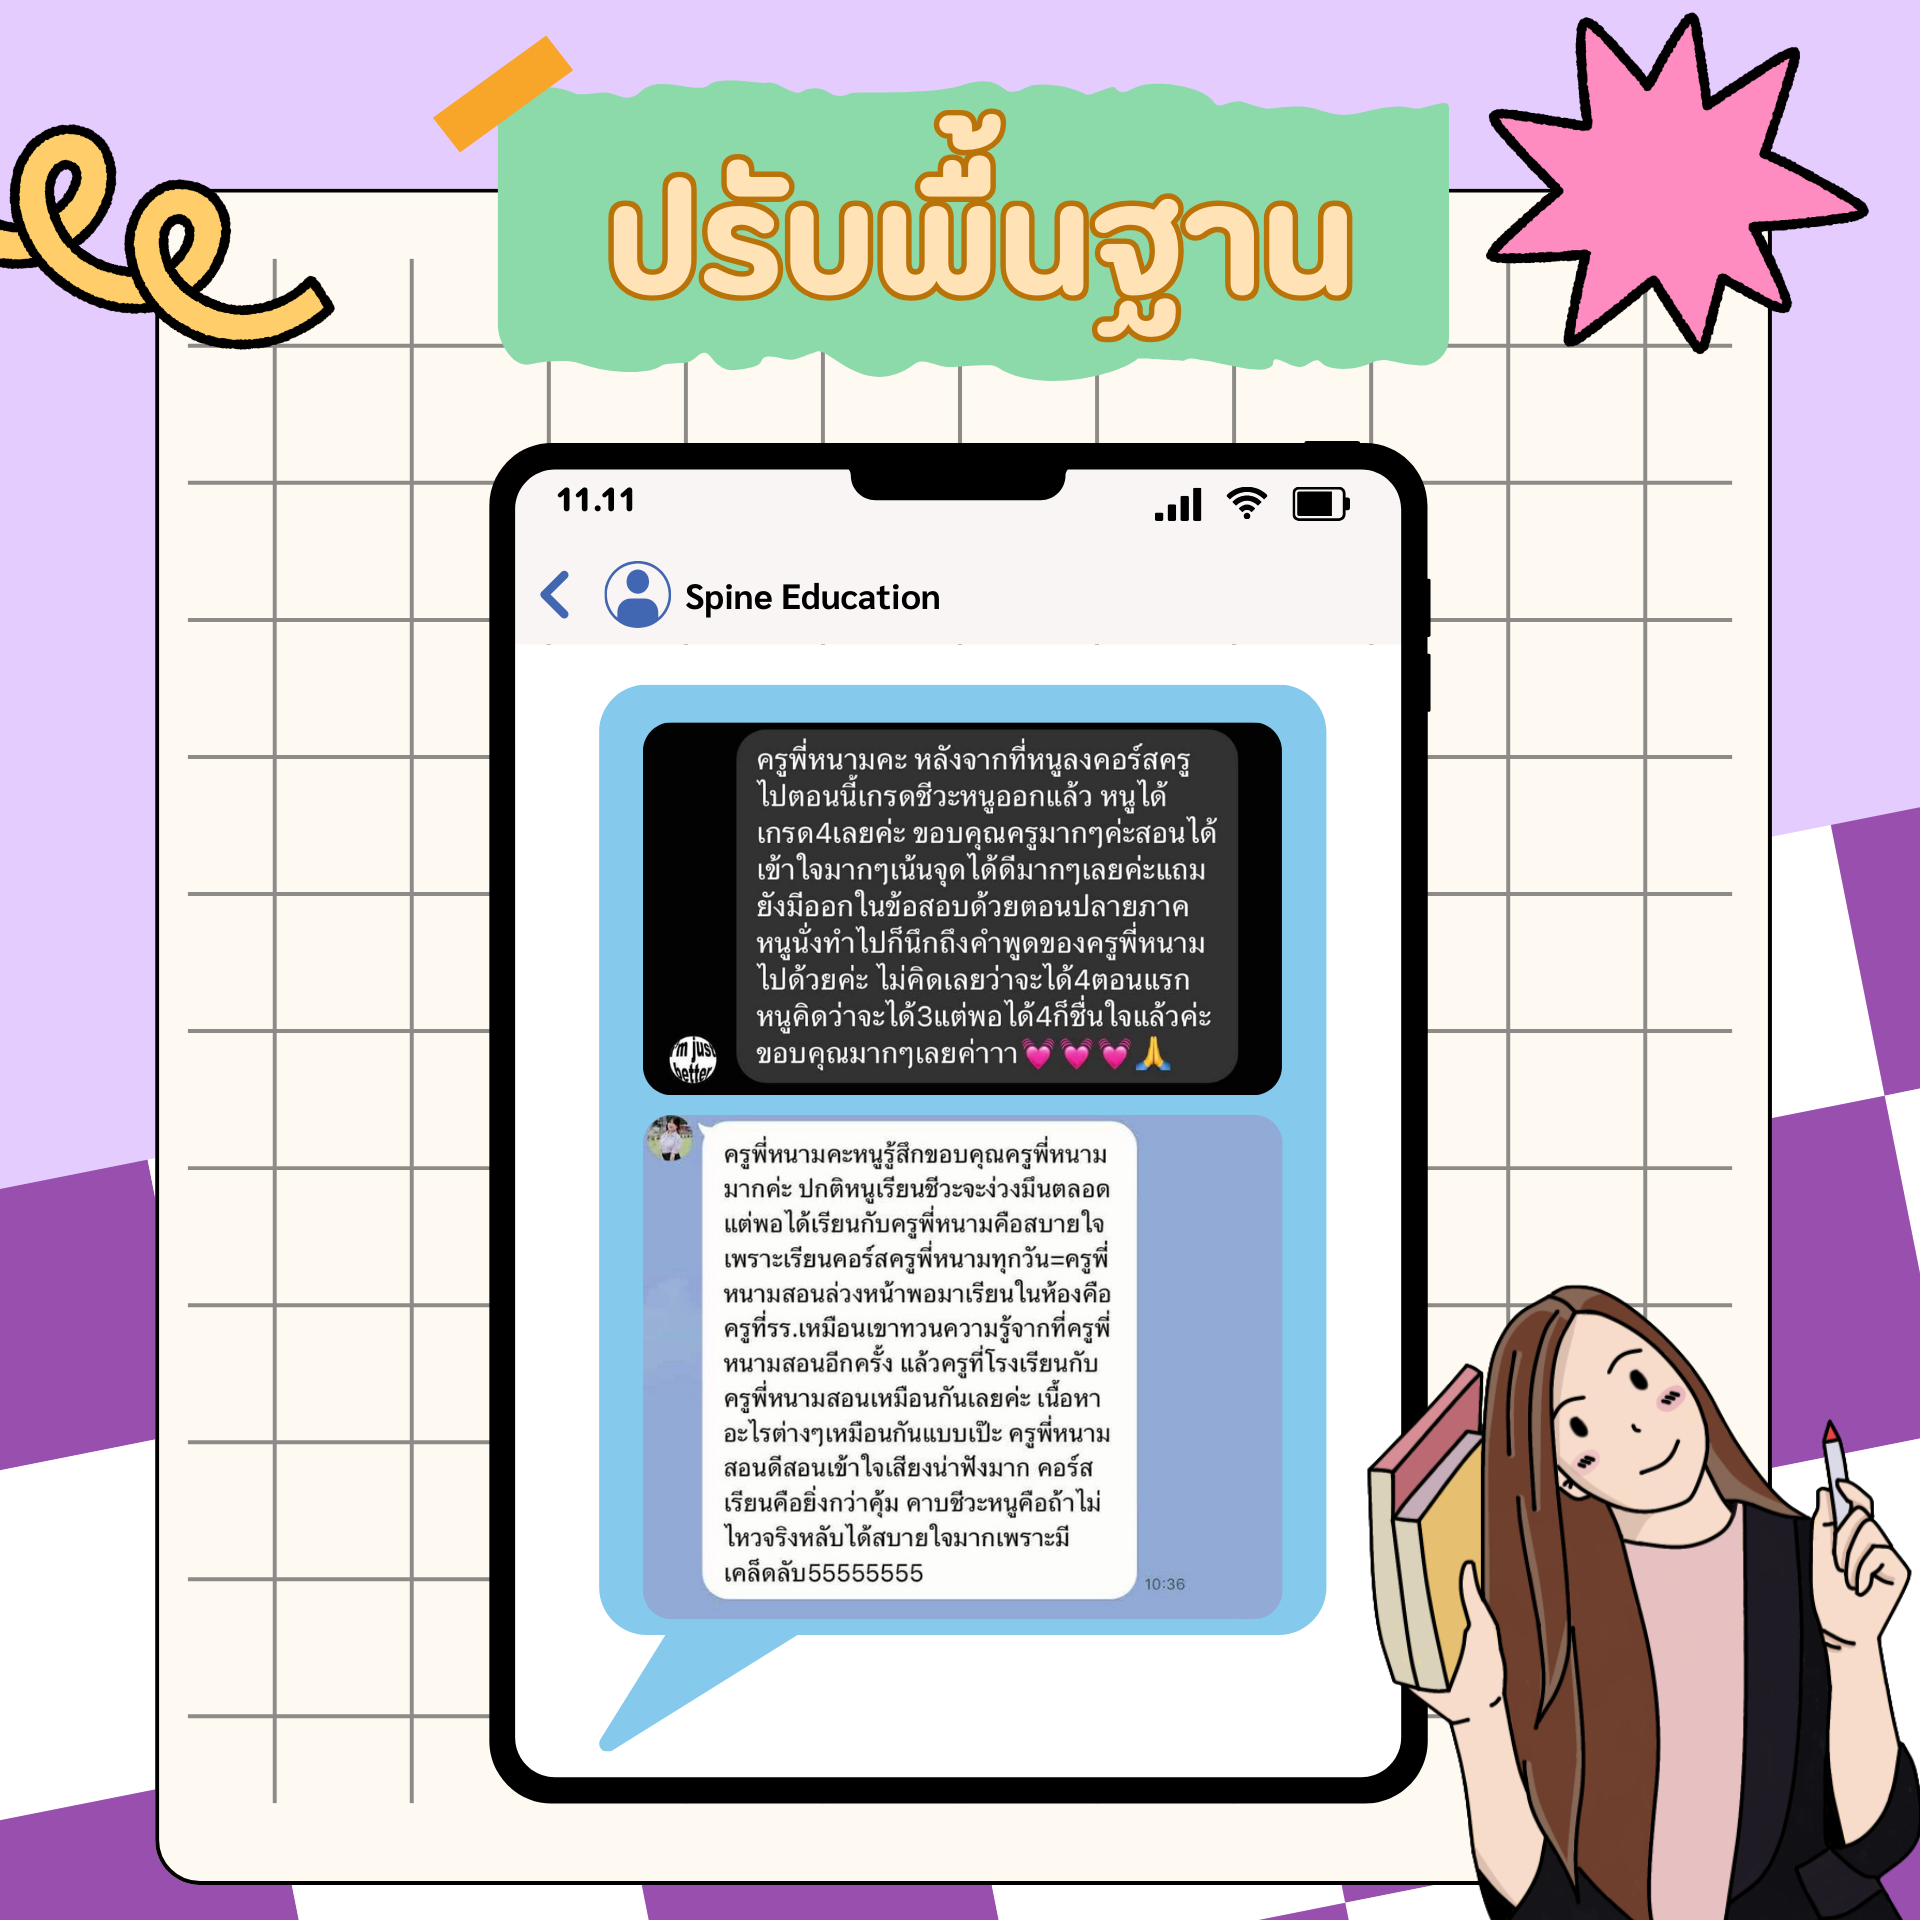 ปรับพื้นฐาน
11.11
Spine Education
ครูพี่หนามคะ หลังจากที่หนูลงคอร์สครู
ไปตอนนี้เกรดชีวะหนูออกแล้ว หนูได้
เกรด4เลยค่ะ ขอบคุณครูมากๆค่ะสอนได้
เข้าใจมากๆเน้นจุดได้ดีมากๆเลยค่ะแถม
ยังมีออกในข้อสอบด้วยตอนปลายภาค
หนูนั่งทำไปก็นึกถึงคำพูดของครูพี่หนาม
ไปด้วยค่ะ ไม่คิดเลยว่าจะได้4ตอนแรก
หนูคิดว่าจะได้3แต่พอได้4ก็ชื่นใจแล้วค่ะ
ขอบคุณมากๆเลยค่าาา💓💓💓🙏
I'm just
better
ครูพี่หนามคะหนูรู้สึกขอบคุณครูพี่หนาม
มากค่ะ ปกติหนูเรียนชีวะจะง่วงมึนตลอด
แต่พอได้เรียนกับครูพี่หนามคือสบายใจ
เพราะเรียนคอร์สครูพี่หนามทุกวัน=ครูพี่
หนามสอนล่วงหน้าพอมาเรียนในห้องคือ
ครูที่รร.เหมือนเขาทวนความรู้จากที่ครูพี่
หนามสอนอีกครั้ง แล้วครูที่โรงเรียนกับ
ครูพี่หนามสอนเหมือนกันเลยค่ะ เนื้อหา
อะไรต่างๆเหมือนกันแบบเป๊ะ ครูพี่หนาม
สอนดีสอนเข้าใจเสียงน่าฟังมาก คอร์ส
เรียนคือยิ่งกว่าคุ้ม คาบชีวะหนูคือถ้าไม่
ไหวจริงหลับได้สบายใจมากเพราะมี
เคล็ดลับ55555555
10:36